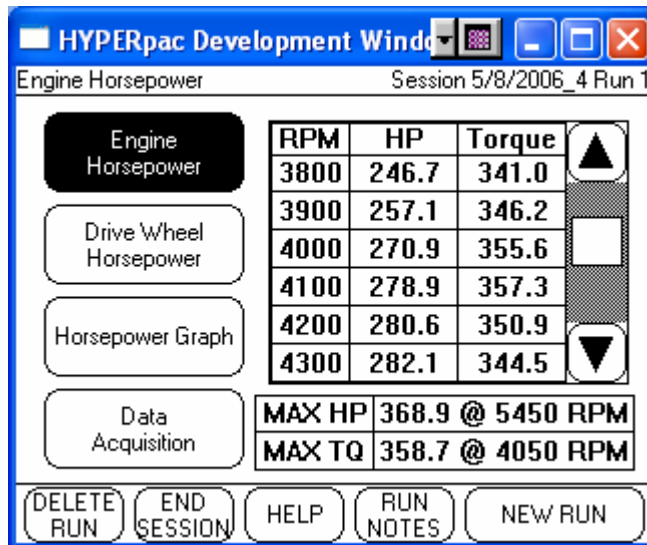 HYPERpac Development Windo
Engine Horsepower Session 5/8/2006_4 Run 1
Engine
Horsepower
Drive Wheel
Horsepower
Horsepower Graph
Data
Acquisition
RPM HP Torque
3800 246.7 341.0
3900 257.1 346.2
4000 270.9 355.6
4100 278.9 357.3
4200 280.6 350.9
4300 282.1 344.5
MAX HP 368.9 @ 5450 RPM
MAX TQ 358.7 @ 4050 RPM
DELETE
RUN
END
SESSION
HELP
RUN
NOTES
NEW RUN